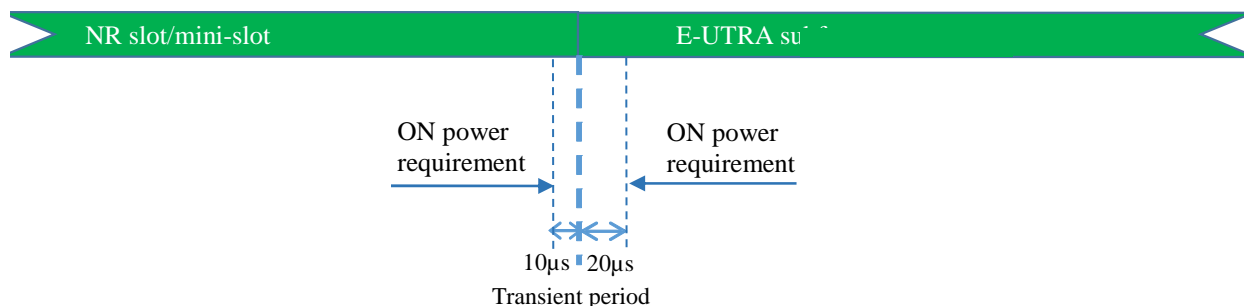 NR slot/mini-slot
E-UTRA
ON power
requirement
ON power
requirement
10µs
20µs
Transient period